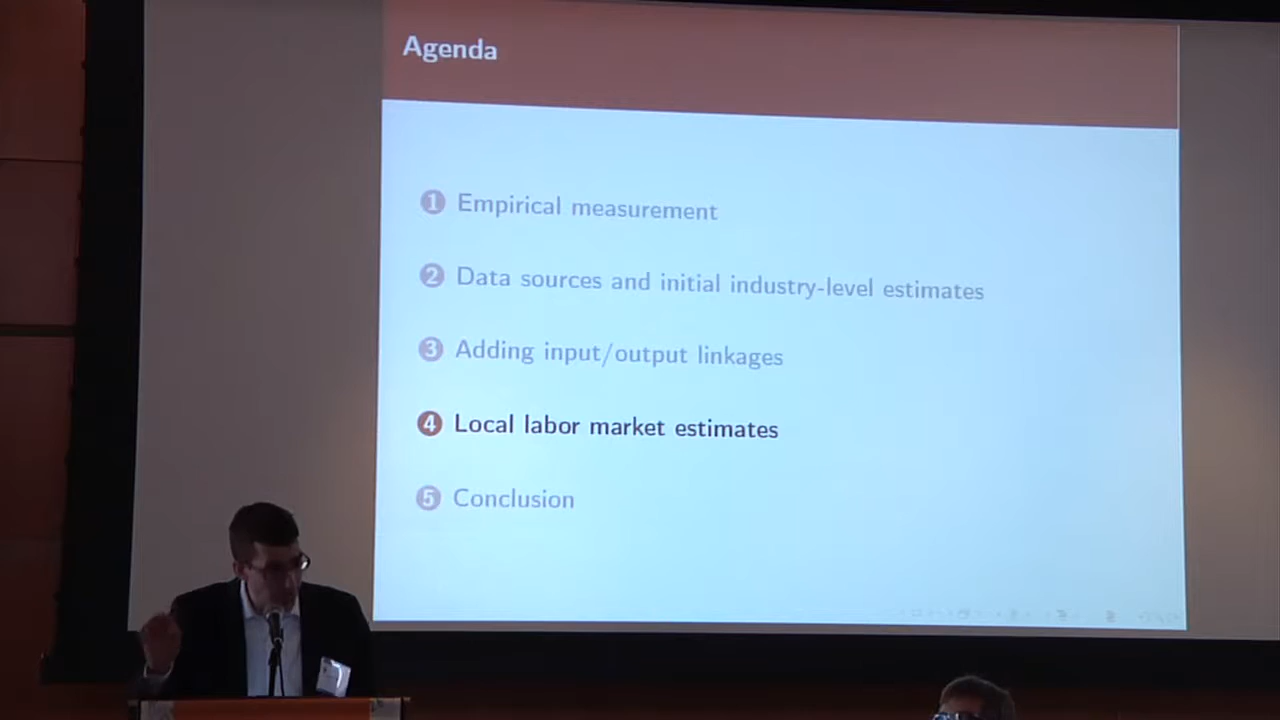 Agenda
1 Empirical measurement
2 Data sources and initial industry-level estimates
3 Adding input/output linkages
4 Local labor market estimates
5 Conclusion